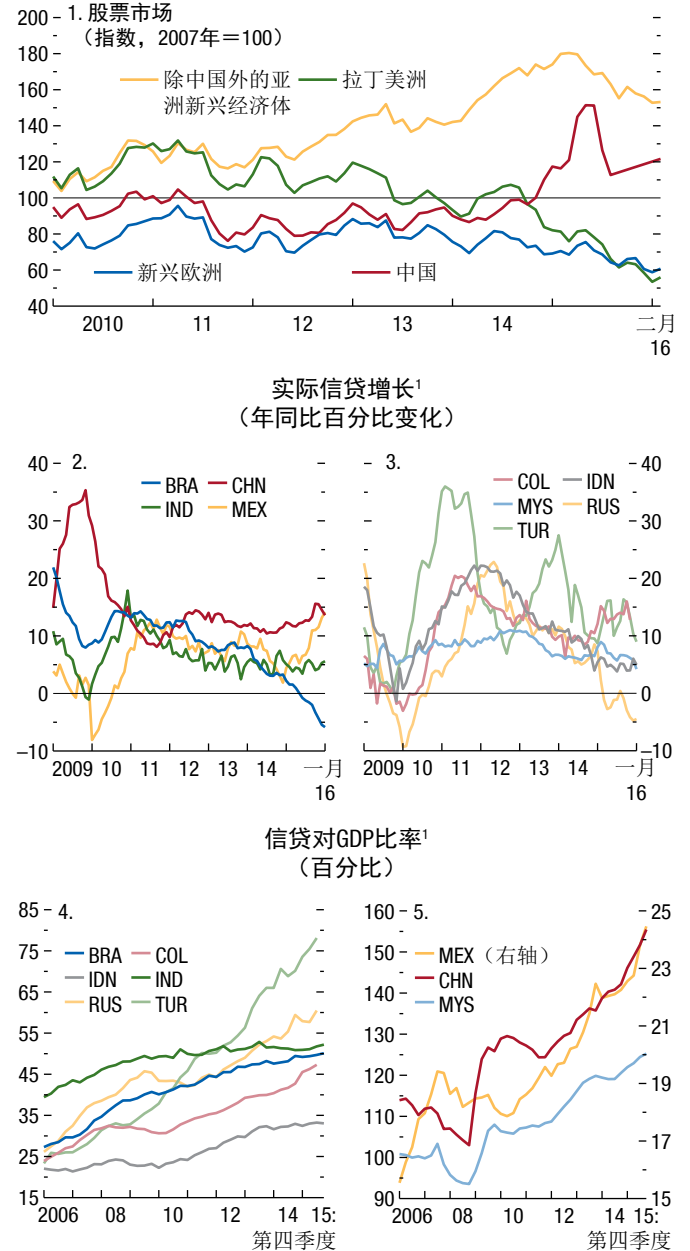 1. 股票市场
（指数，2007年＝100）
200
180
160
140
120
100
80
60
40
除中国外的亚
洲新兴经济体
拉丁美洲
新兴欧洲
中国
2010 11 12 13 14 二月
16
实际信贷增长1
（年同比百分比变化）
2.
40
30
20
10
0
–10
BRA CHN
IND MEX
2009 10 11 12 13 14 一月
16
3.
COL IDN
MYS RUS
TUR
40
30
20
10
0
–10
2009 10 11 12 13 14 一月
16
信贷对GDP比率1
（百分比）
4.
85
75
65
55
45
35
25
15
BRA COL
IDN IND
RUS TUR
2006 08 10 12 14 15:
第四季度
5.
160
150
140
130
120
110
100
90
MEX（右轴）
CHN
MYS
25
23
21
19
17
15
2006 08 10 12 14 15:
第四季度